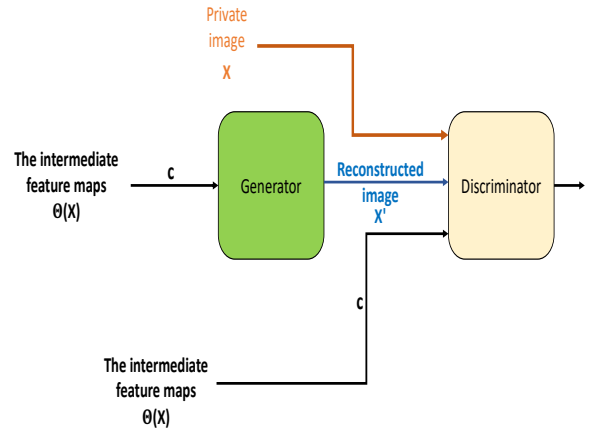 Private
image
X
The intermediate
feature maps
Θ(X)
c
Generator
Reconstructed
image
X'
Discriminator
c
The intermediate
feature maps
Θ(X)